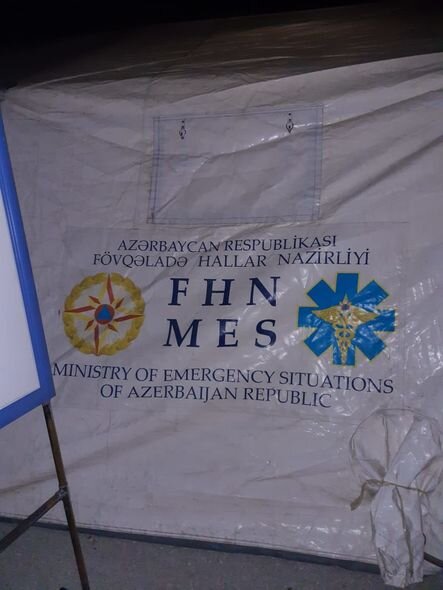 AZƏRBAYCAN RESPUBLİKASI
FÖVQƏLADƏ HALLAR NAZİRLİYİ
FHN
MES
MINISTRY OF EMERGENCY SITUATIONS
OF AZERBAIJAN REPUBLIC